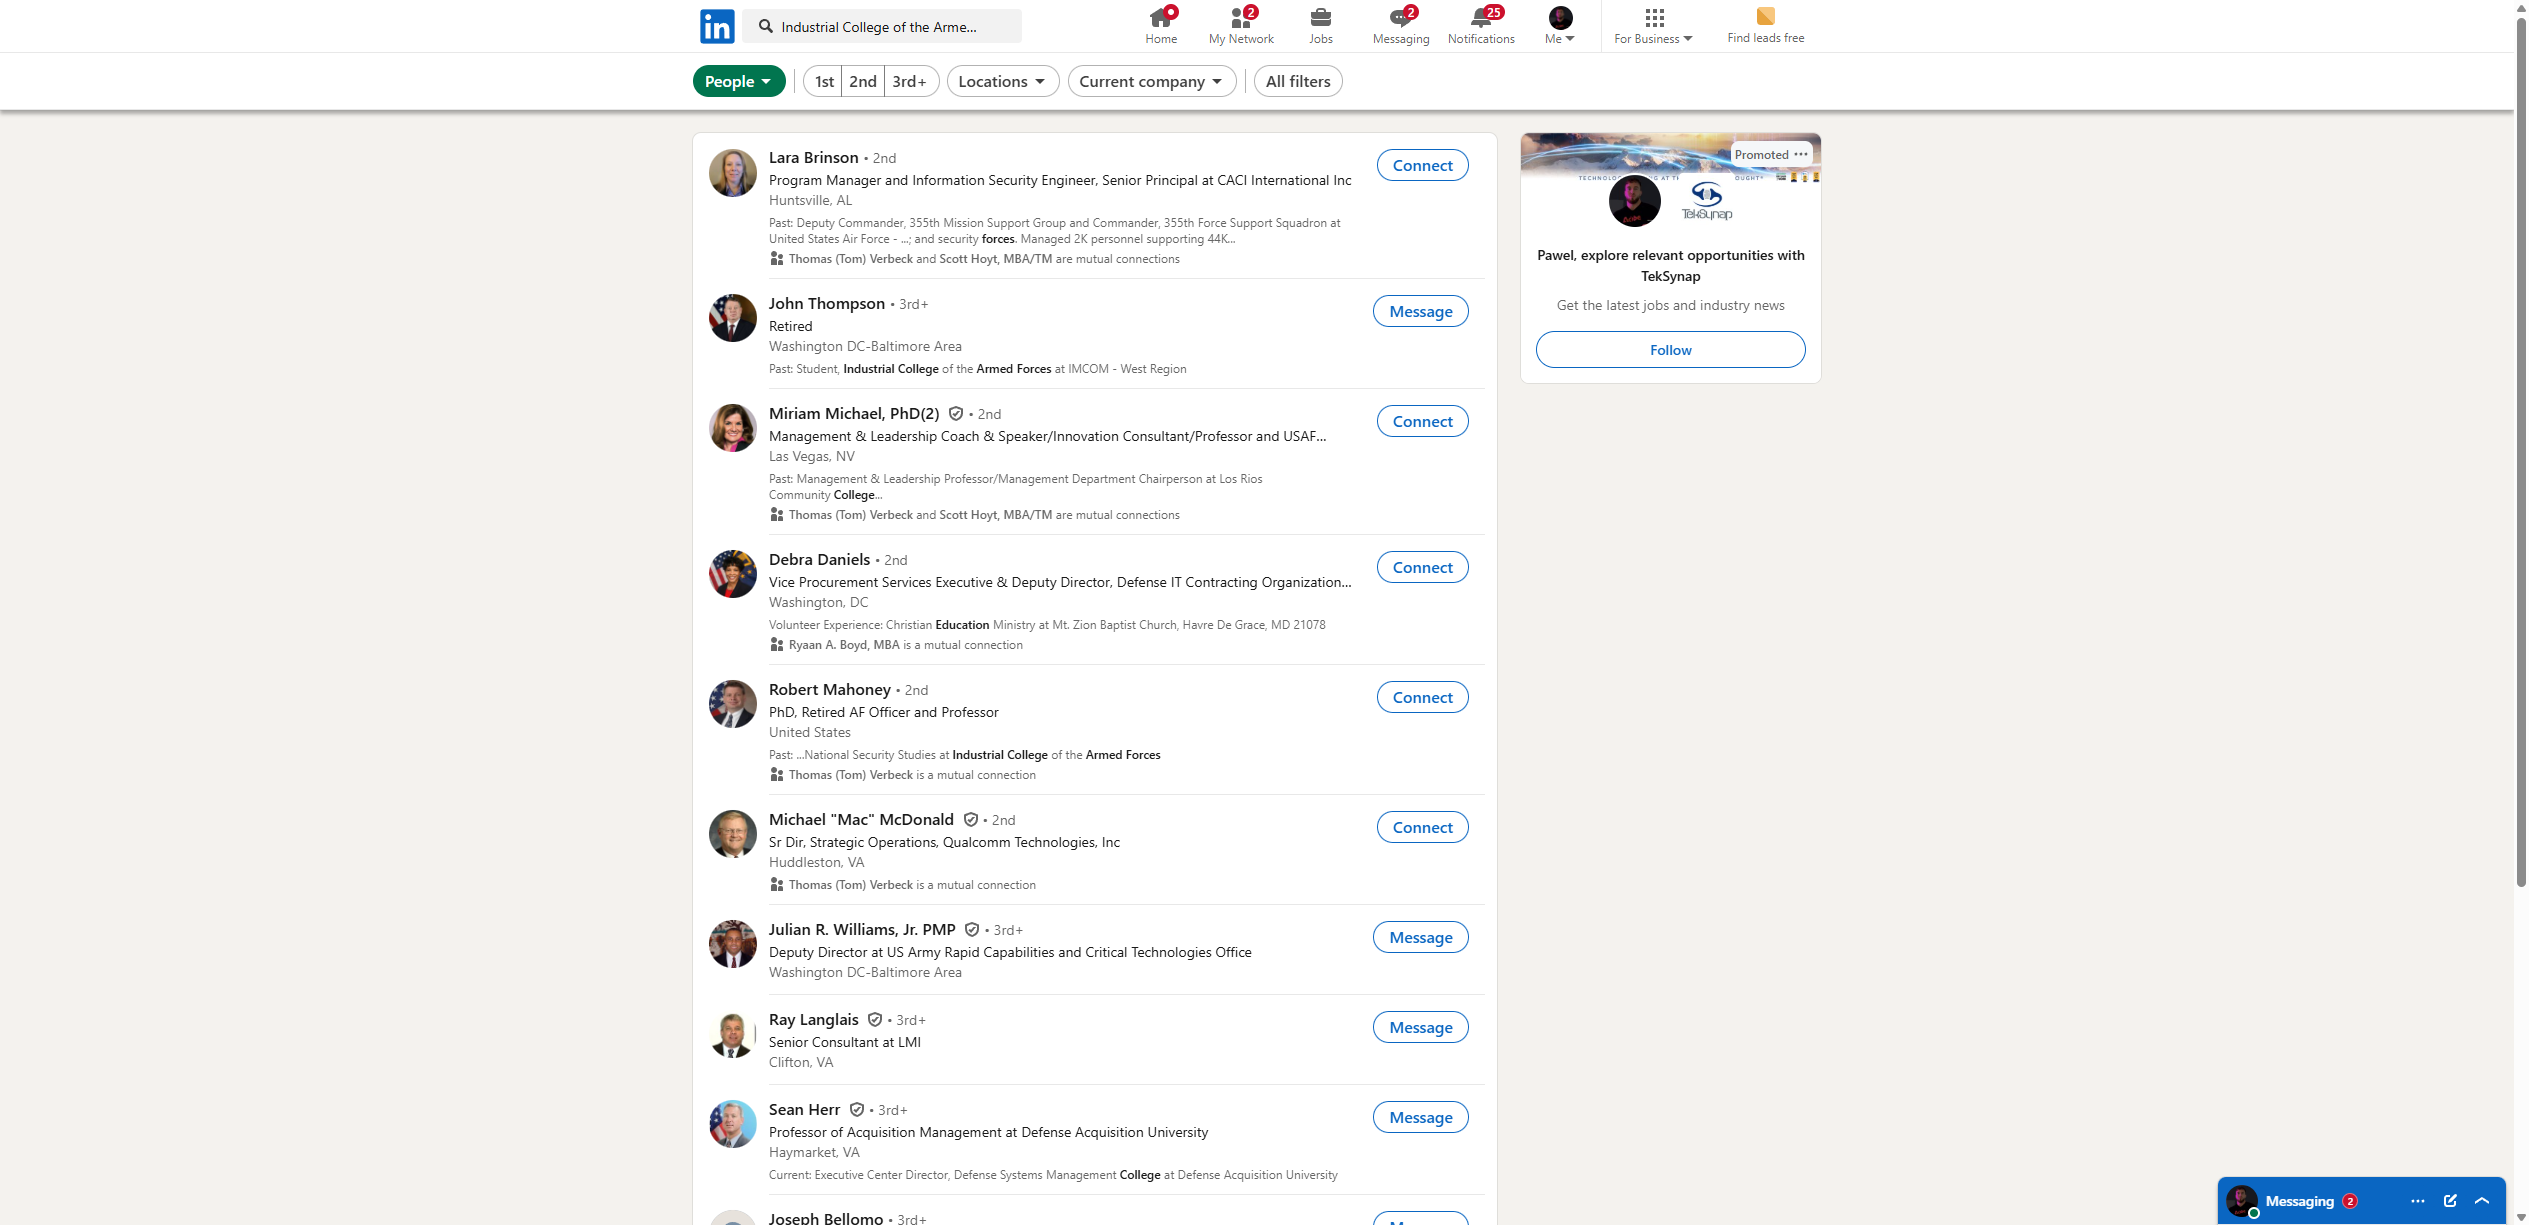 in
Industrial College of the Arme...
Home
2
My Network
Jobs
2
Messaging
25
Notifications
Me
For Business
Find leads free
People
1st
2nd
3rd+
Locations
Current company
All filters
Lara Brinson • 2nd
Program Manager and Information Security Engineer, Senior Principal at CACI International Inc
Huntsville, AL
Past: Deputy Commander, 355th Mission Support Group and Commander, 355th Force Support Squadron at
United States Air Force - ...; and security forces. Managed 2K personnel supporting 44K...
Thomas (Tom) Verbeck and Scott Hoyt, MBA/TM are mutual connections
Connect
John Thompson • 3rd+
Retired
Washington DC-Baltimore Area
Past: Student, Industrial College of the Armed Forces at IMCOM - West Region
Message
Miriam Michael, PhD(2) • 2nd
Management & Leadership Coach & Speaker/Innovation Consultant/Professor and USAF...
Las Vegas, NV
Past: Management & Leadership Professor/Management Department Chairperson at Los Rios
Community College...
Thomas (Tom) Verbeck and Scott Hoyt, MBA/TM are mutual connections
Connect
Debra Daniels • 2nd
Vice Procurement Services Executive & Deputy Director, Defense IT Contracting Organization...
Washington, DC
Volunteer Experience: Christian Education Ministry at Mt. Zion Baptist Church, Havre De Grace, MD 21078
Ryaan A. Boyd, MBA is a mutual connection
Connect
Robert Mahoney • 2nd
PhD, Retired AF Officer and Professor
United States
Past: ...National Security Studies at Industrial College of the Armed Forces
Thomas (Tom) Verbeck is a mutual connection
Connect
Michael "Mac" McDonald • 2nd
Sr Dir, Strategic Operations, Qualcomm Technologies, Inc
Huddleston, VA
Thomas (Tom) Verbeck is a mutual connection
Connect
Julian R. Williams, Jr. PMP • 3rd+
Deputy Director at US Army Rapid Capabilities and Critical Technologies Office
Washington DC-Baltimore Area
Message
Ray Langlais • 3rd+
Senior Consultant at LMI
Clifton, VA
Message
Sean Herr • 3rd+
Professor of Acquisition Management at Defense Acquisition University
Haymarket, VA
Current: Executive Center Director, Defense Systems Management College at Defense Acquisition University
Message
Joseph Bellomo • 3rd+
Promoted
TekSynap
Pawel, explore relevant opportunities with
TekSynap
Get the latest jobs and industry news
Follow
Messaging 2